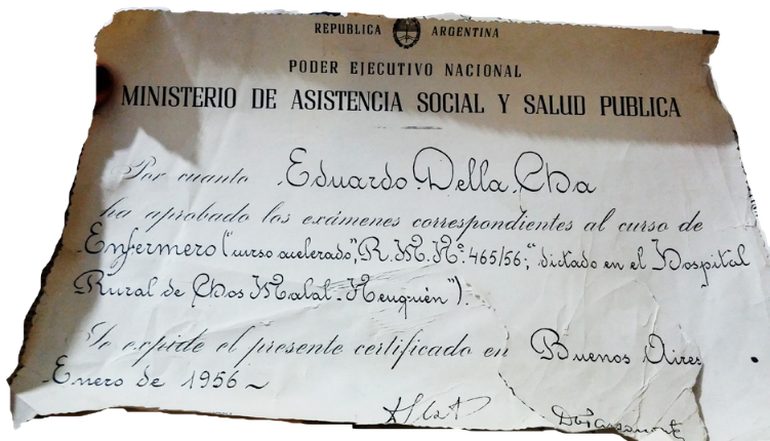 REPUBLICA ARGENTINA
PODER EJECUTIVO NACIONAL
MINISTERIO DE ASISTENCIA SOCIAL Y SALUD PUBLICA
Por cuanto Eduardo Della Cha
ha aprobado los exámenes correspondientes al curso de
Enfermero ("curso acelerado", R.M.Nº. 465/56; "dictado en el Hospital
Rural de Chos Malal-Neuquén").
Se expide el presente certificado en Buenos Aires
Enero de 1956